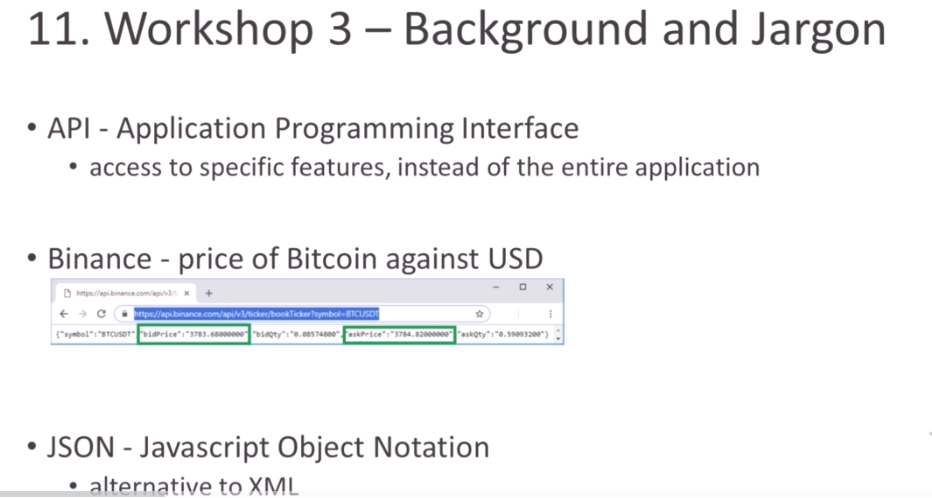 11. Workshop 3 – Background and Jargon
• API - Application Programming Interface
• access to specific features, instead of the entire application
• Binance - price of Bitcoin against USD
https://api.binance.com/api/v3/
https://api.binance.com/api/v3/ticker/bookTicker?symbol=BTCUSDT
{"symbol":"BTCUSDT","bidPrice":"3783.68000000","bidQty":"0.08574800","askPrice":"3784.82000000","askQty":"0.59093200"}
• JSON - Javascript Object Notation
• alternative to XML